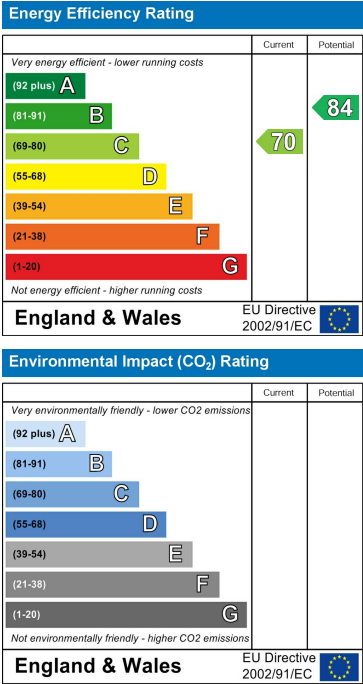 Energy Efficiency Rating
Current Potential
Very energy efficient - lower running costs
(92 plus) A
(81-91) B
(69-80) C
(55-68) D
(39-54) E
(21-38) F
(1-20) G
70
84
Not energy efficient - higher running costs
England & Wales
EU Directive
2002/91/EC
Environmental Impact (CO₂) Rating
Current Potential
Very environmentally friendly - lower CO2 emissions
(92 plus) A
(81-91) B
(69-80) C
(55-68) D
(39-54) E
(21-38) F
(1-20) G
Not environmentally friendly - higher CO2 emissions
England & Wales
EU Directive
2002/91/EC